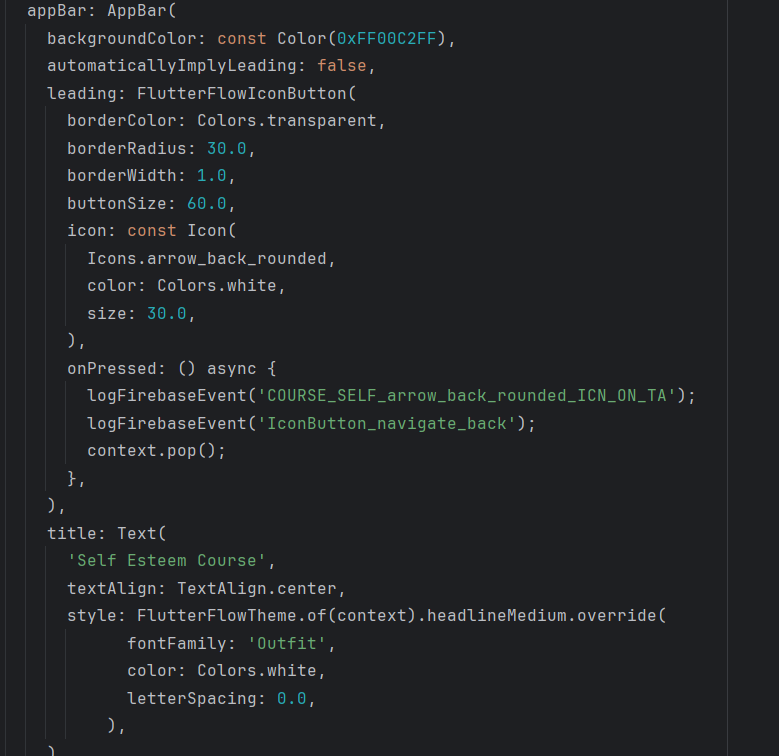 appBar: AppBar(
backgroundColor: const Color(0xFF00C2FF),
automaticallyImplyLeading: false,
leading: FlutterFlowIconButton(
borderColor: Colors.transparent,
borderRadius: 30.0,
borderWidth: 1.0,
buttonSize: 60.0,
icon: const Icon(
Icons.arrow_back_rounded,
color: Colors.white,
size: 30.0,
),
onPressed: () async {
logFirebaseEvent('COURSE_SELF_arrow_back_rounded_ICN_ON_TA');
logFirebaseEvent('IconButton_navigate_back');
context.pop();
},
),
title: Text(
'Self Esteem Course',
textAlign: TextAlign.center,
style: FlutterFlowTheme.of(context).headlineMedium.override(
fontFamily: 'Outfit',
color: Colors.white,
letterSpacing: 0.0,
),
)